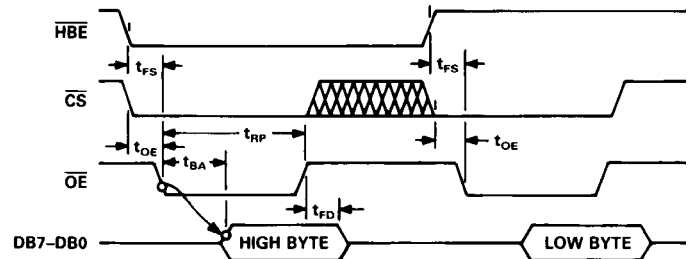 HBE
tFS
tFS
CS
tRP
tOE
tBA
tOE
OE
tFD
DB7–DB0
HIGH BYTE
LOW BYTE